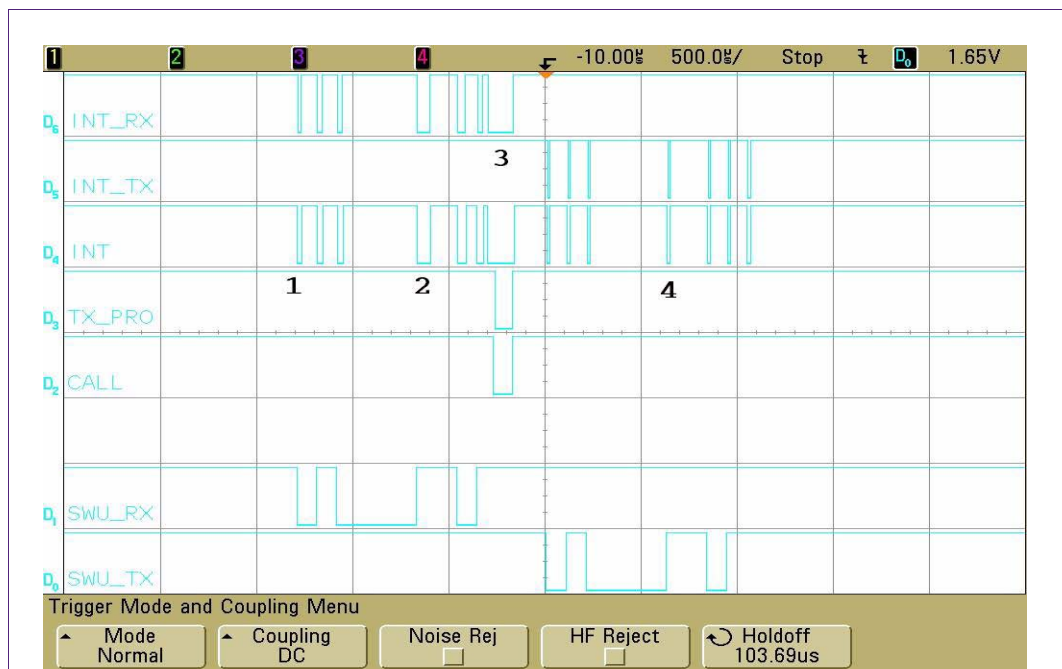 1 2 3 4 -10.00µs 500.0µs/ Stop D0 1.65V
D6 INT_RX
3
D5 INT_TX
D4 INT
1 2 4
D3 TX_PRO
D2 CALL
D1 SWU_RX
D0 SWU_TX
Trigger Mode and Coupling Menu
Mode Coupling Noise Rej HF Reject Holdoff
Normal DC 103.69us